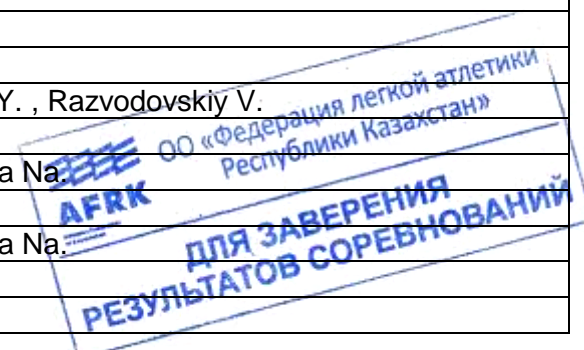 Y. , Razvodovskiy V.
a Na.
a Na.
ОО «Федерация легкой атлетики
Республики Казахстан»
AFRK
ДЛЯ ЗАВЕРЕНИЯ
РЕЗУЛЬТАТОВ СОРЕВНОВАНИЙ